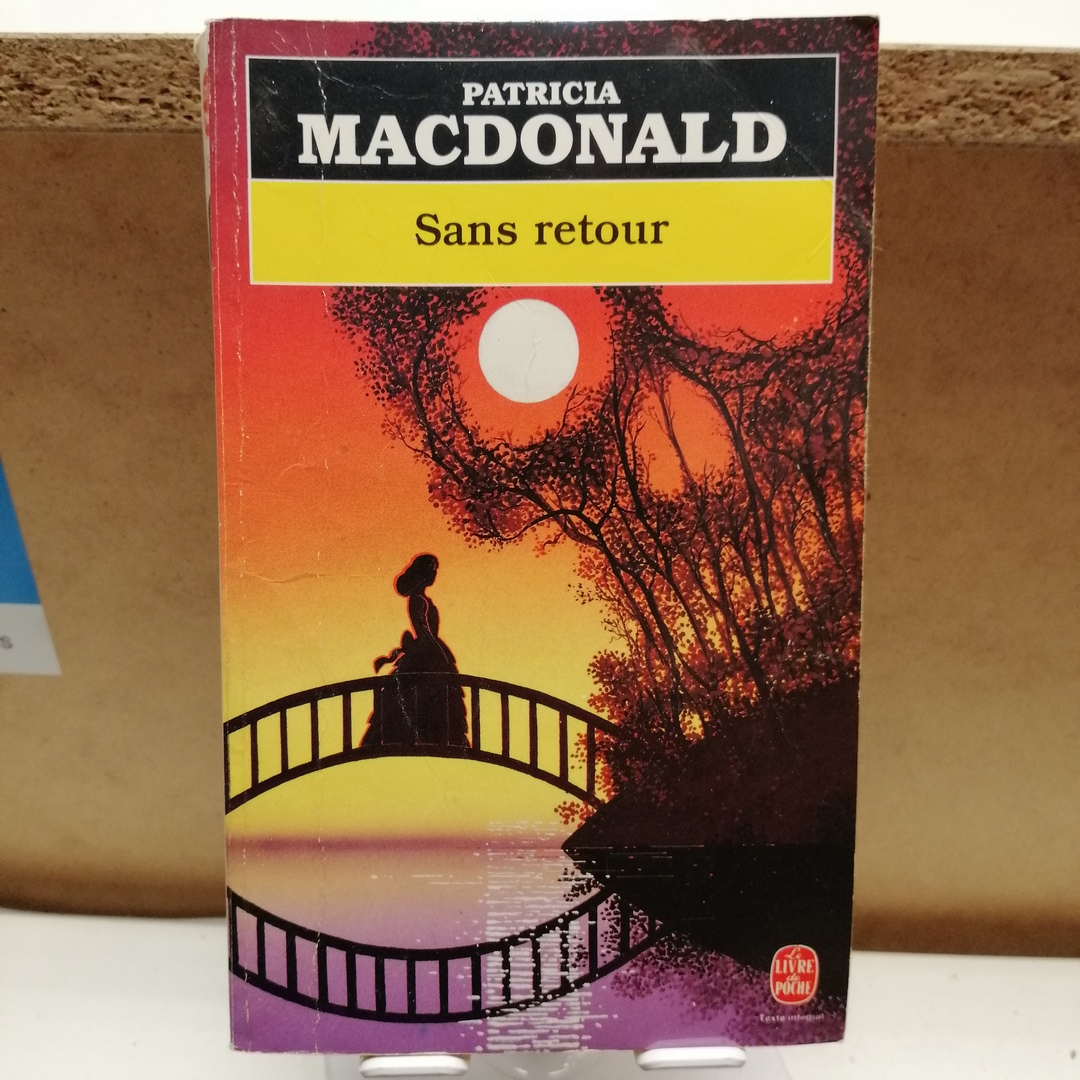 PATRICIA
MACDONALD
Sans retour
Le
LIVRE
de
POCHE
Texte intégral
s